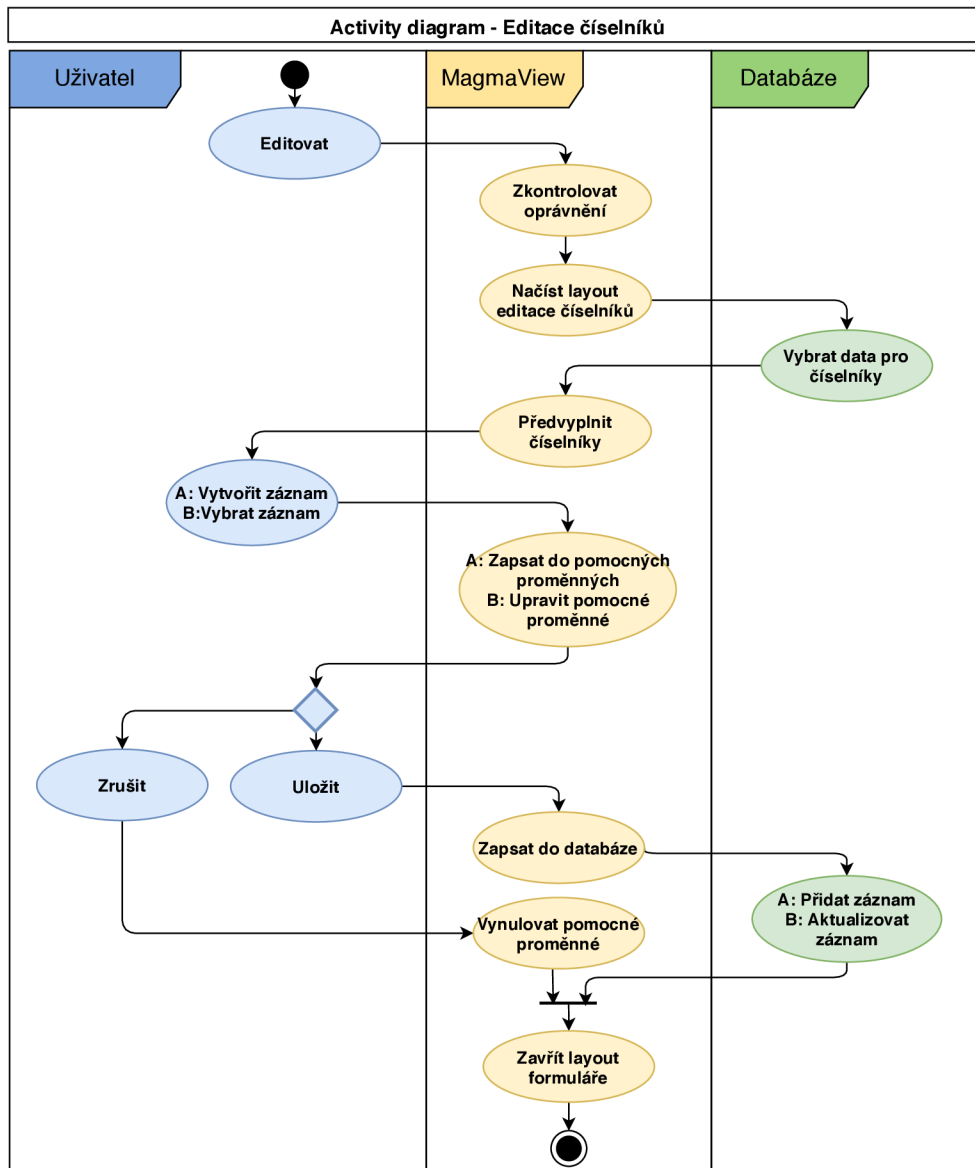 Activity diagram - Editace číselníků
Uživatel
MagmaView
Databáze
Editovat
Zkontrolovat
oprávnění
Načíst layout
editace číselníků
Vybrat data pro
číselníky
Předvyplnit
číselníky
A: Vytvořit záznam
B:Vybrat záznam
A: Zapsat do pomocných
proměnných
B: Upravit pomocné
proměnné
Zrušit
Uložit
Zapsat do databáze
A: Přidat záznam
B: Aktualizovat
záznam
Vynulovat pomocné
proměnné
Zavřít layout
formuláře